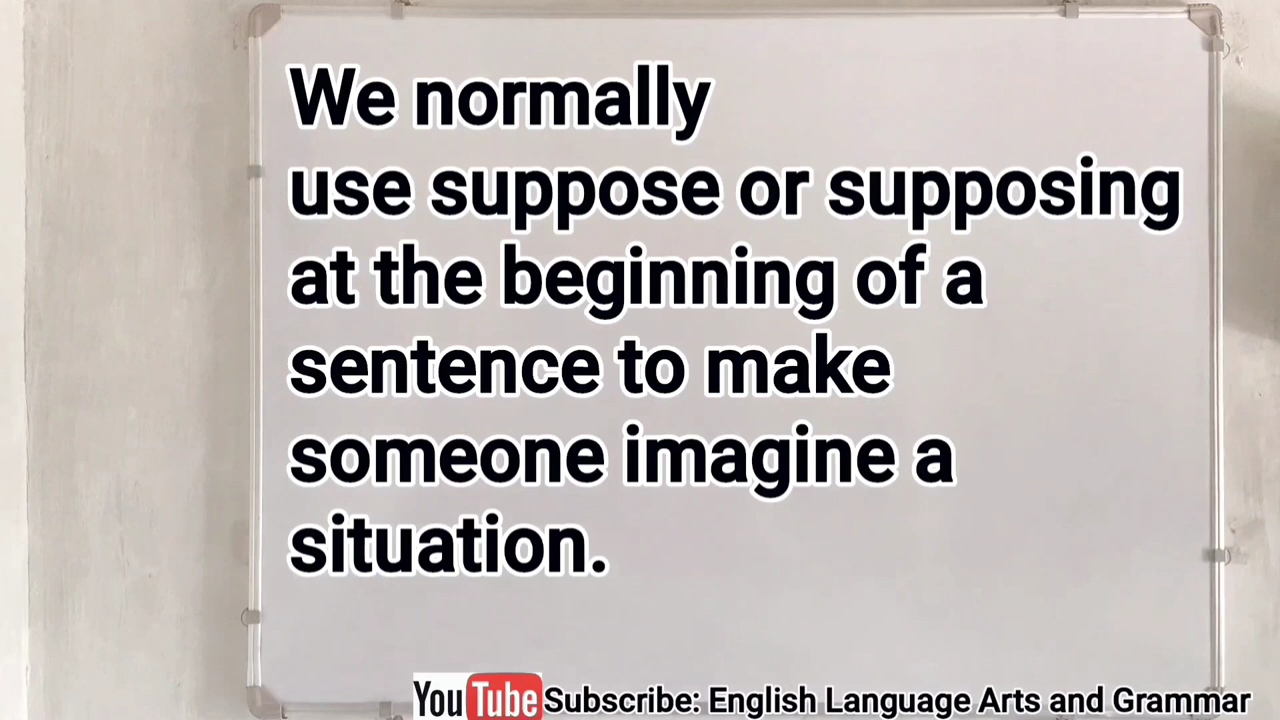 We normally
use suppose or supposing
at the beginning of a
sentence to make
someone imagine a
situation.
YouTube Subscribe: English Language Arts and Grammar